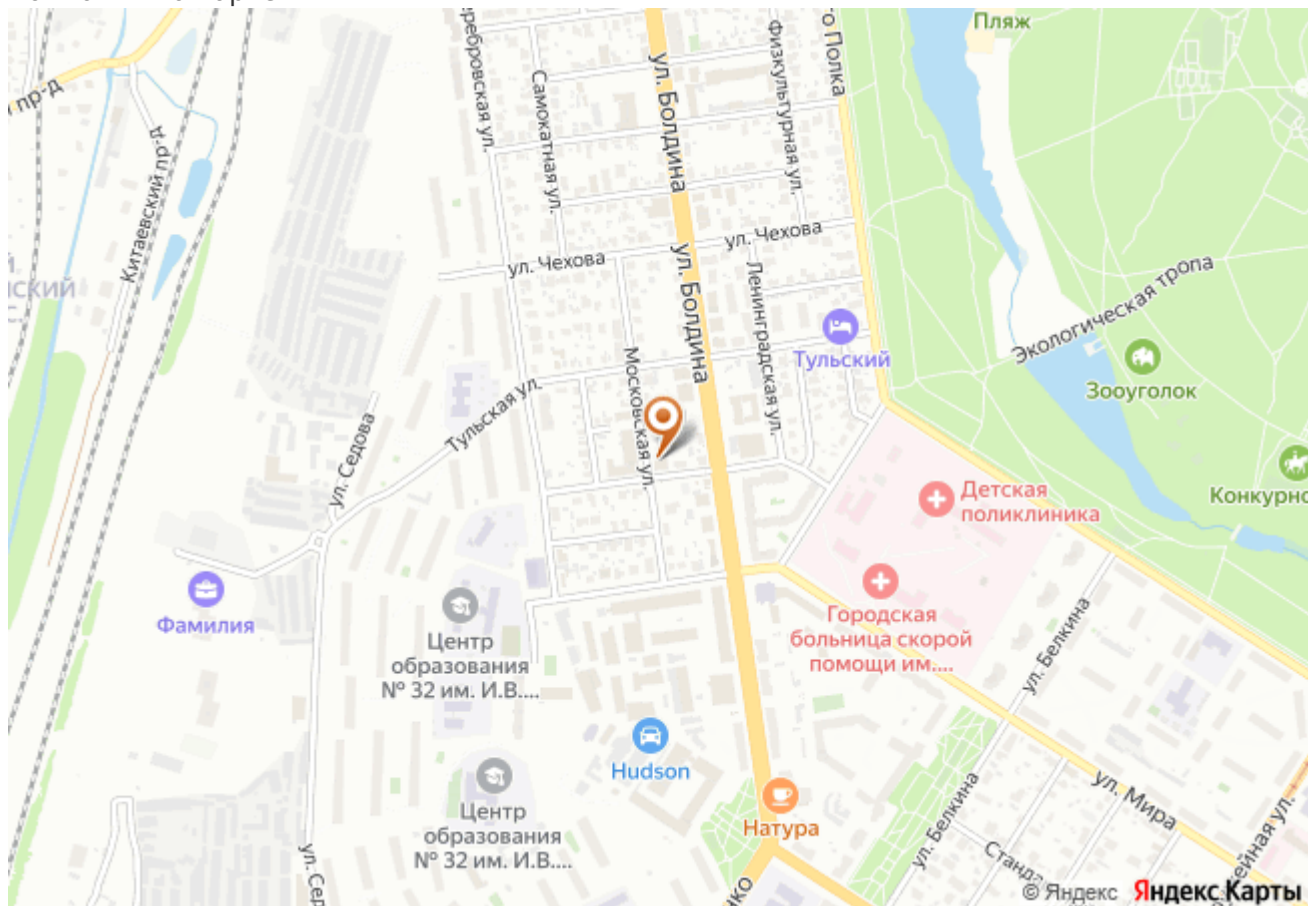 Пляж
пр-д
Китаевский пр-д
Самокатная ул.
ул. Болдина
Физкультурная ул.
Полка
ул. Чехова
ул. Чехова
ул. Болдина
Ленинградская ул.
Экологическая тропа
Зооуголок
Тульский
Московская ул.
Тульская ул.
ул. Седова
Детская
поликлиника
Фамилия
Центр
образования
№ 32 им. И.В....
Городская
больница скорой
помощи им....
ул. Белкина
Hudson
Центр
образования
№ 32 им. И.В....
Натура
ул. Белкина
ул. Мира
© Яндекс Яндекс Карты